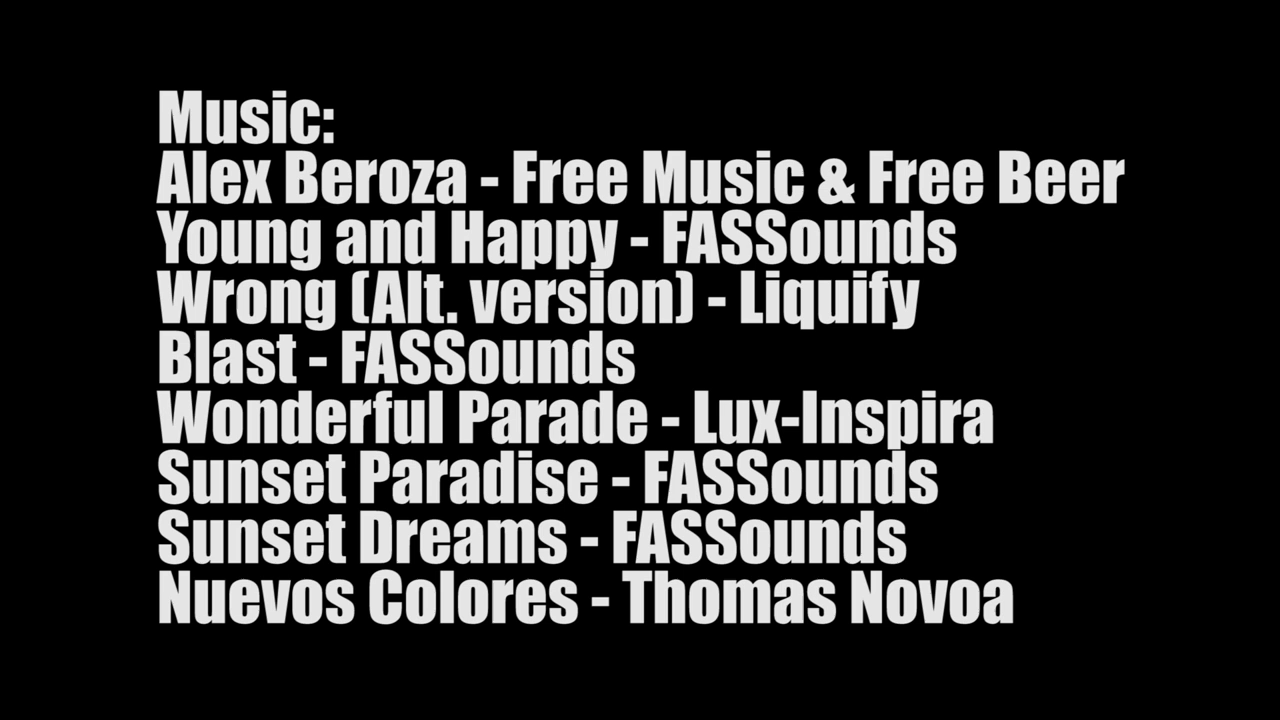 Music:
Alex Beroza - Free Music & Free Beer
Young and Happy - FASSounds
Wrong (Alt. version) - Liquify
Blast - FASSounds
Wonderful Parade - Lux-Inspira
Sunset Paradise - FASSounds
Sunset Dreams - FASSounds
Nuevos Colores - Thomas Novoa